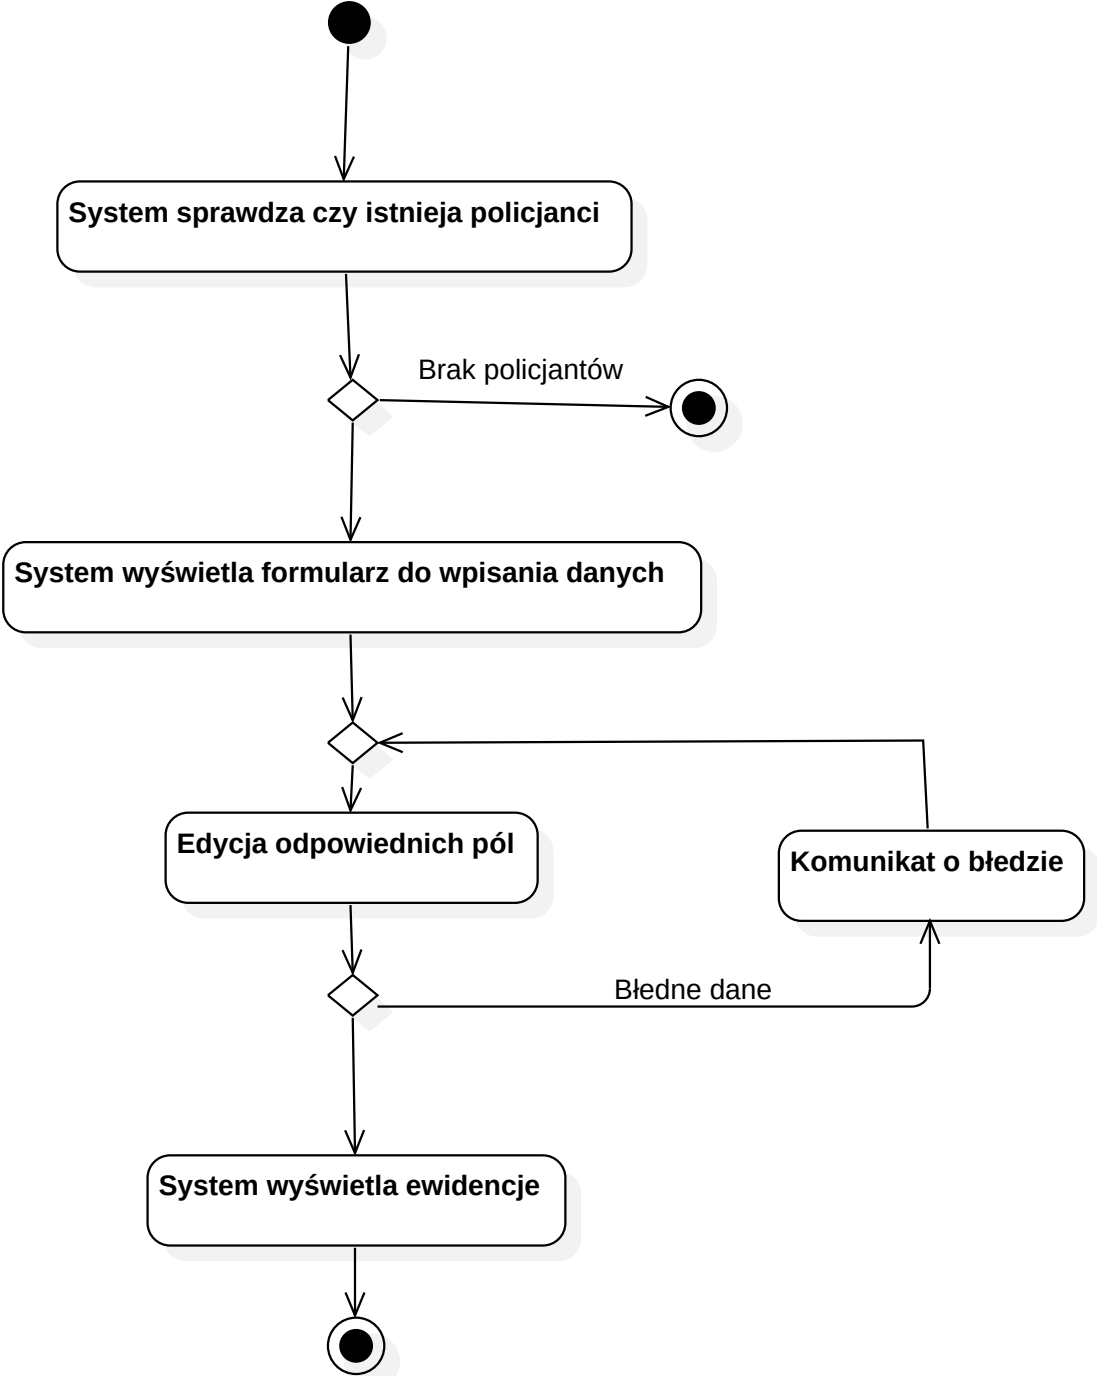 System sprawdza czy istnieja policjanci
Brak policjantów
System wyświetla formularz do wpisania danych
Edycja odpowiednich pól
Komunikat o błedzie
Błedne dane
System wyświetla ewidencje